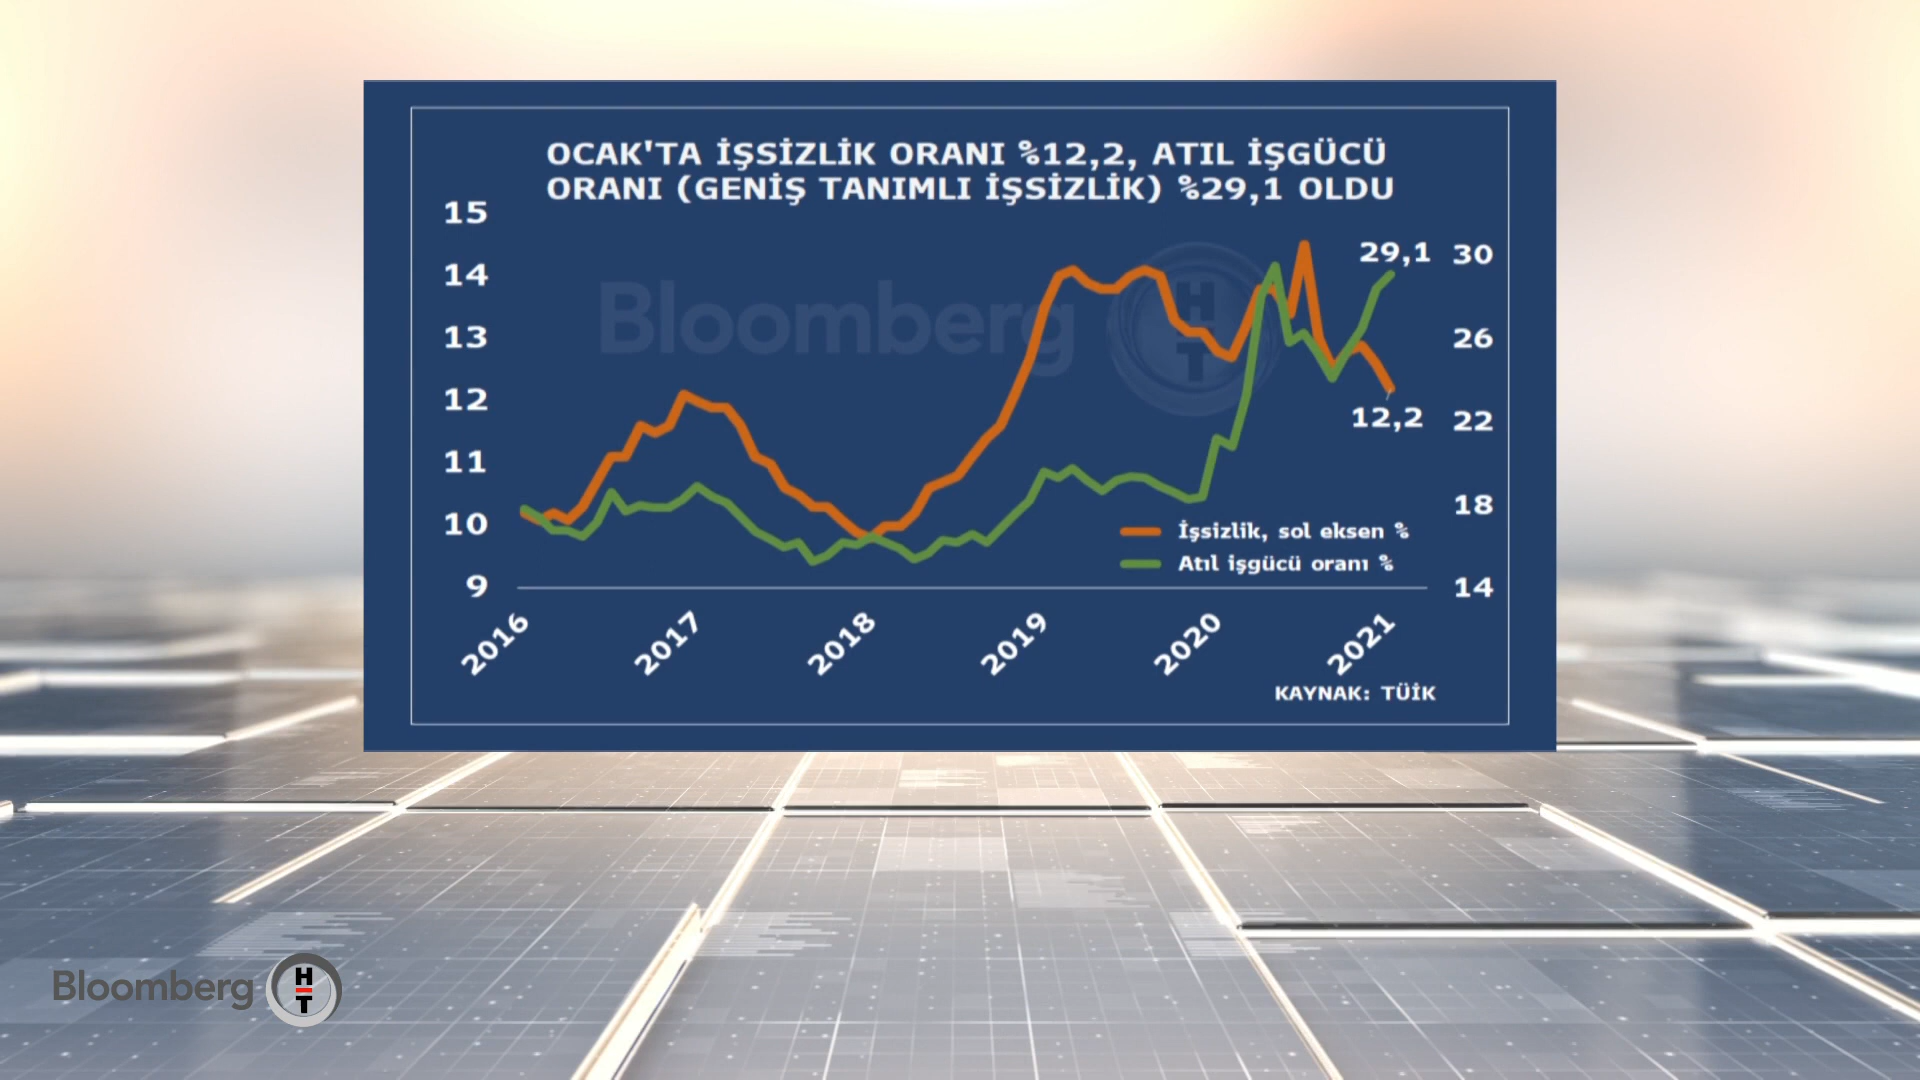 OCAK'TA İŞSİZLİK ORANI %12,2, ATIL İŞGÜCÜ
ORANI (GENİŞ TANIMLI İŞSİZLİK) %29,1 OLDU
15
14
13
12
11
10
9
29,1
30
26
12,2
22
18
14
Bloomberg
H
T
İşsizlik, sol eksen %
Atıl işgücü oranı %
2016
2017
2018
2019
2020
2021
KAYNAK: TÜİK
Bloomberg
H
T